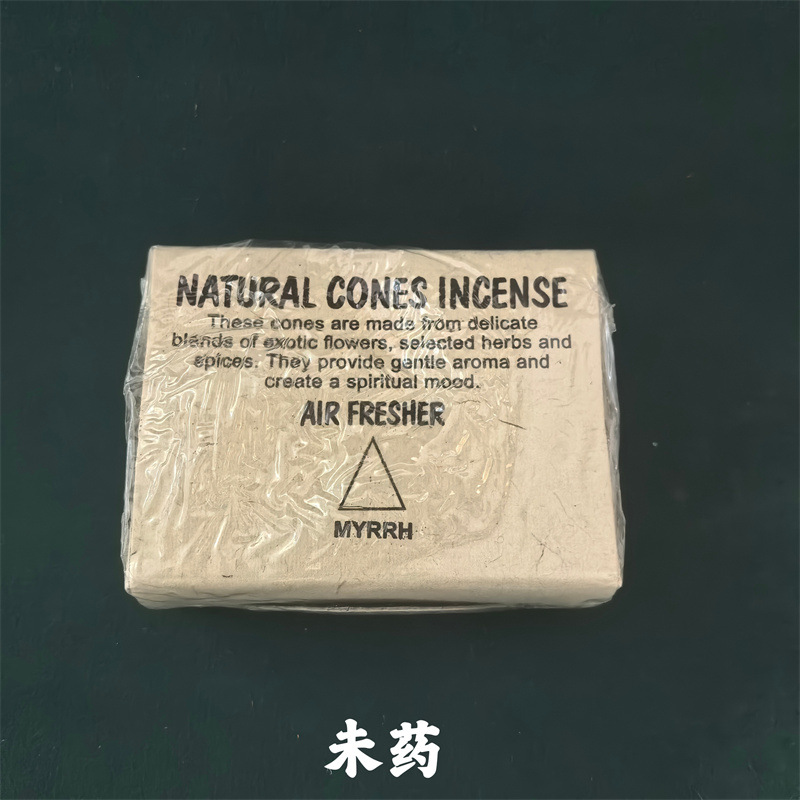 NATURAL CONES INCENSE
These cones are made from delicate
blends of exotic flowers, selected herbs and
spices. They provide gentle aroma and
create a spiritual mood.
AIR FRESHER
MYRRH
未药